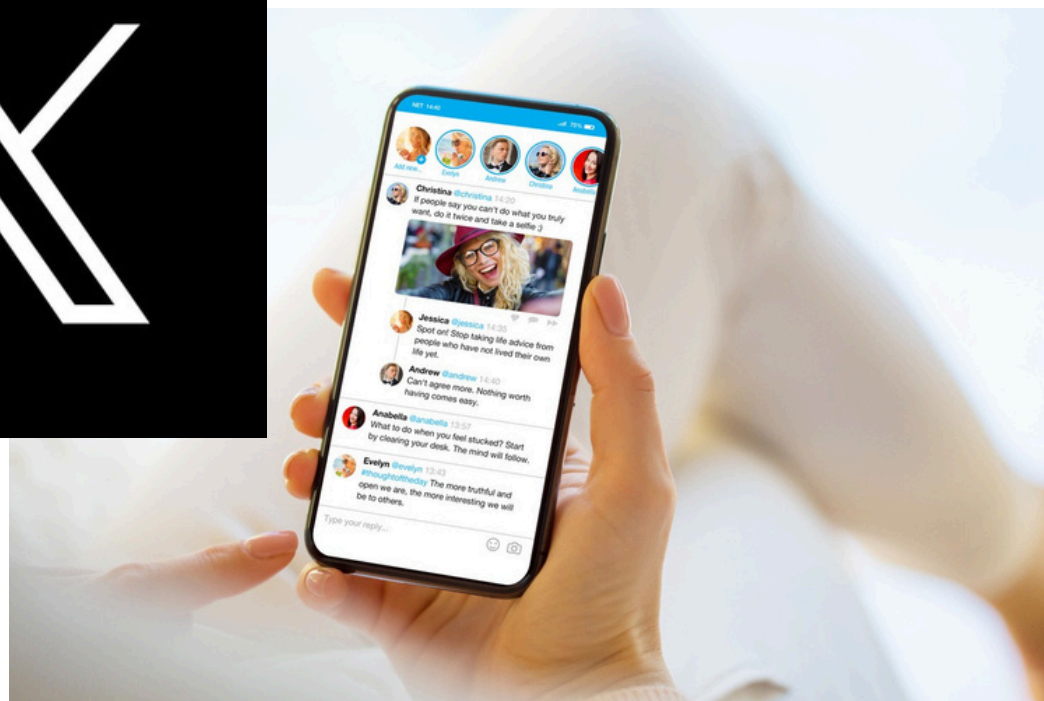 NET 14:40
75%
Add new...
Evelyn
Andrew
Christina
Anabella
Christina @christina 14:20
If people say you can't do what you truly
want, do it twice and take a selfie ;)
Jessica @jessica 14:35
Spot on! Stop taking life advice from
people who have not lived their own
life yet.
Andrew @andrew 14:40
Can't agree more. Nothing worth
having comes easy.
Anabella @anabella 13:57
What to do when you feel stucked? Start
by clearing your desk. The mind will follow.
Evelyn @evelyn 13:43
#thoughtoftheday The more truthful and
open we are, the more interesting we will
be to others.
Type your reply...